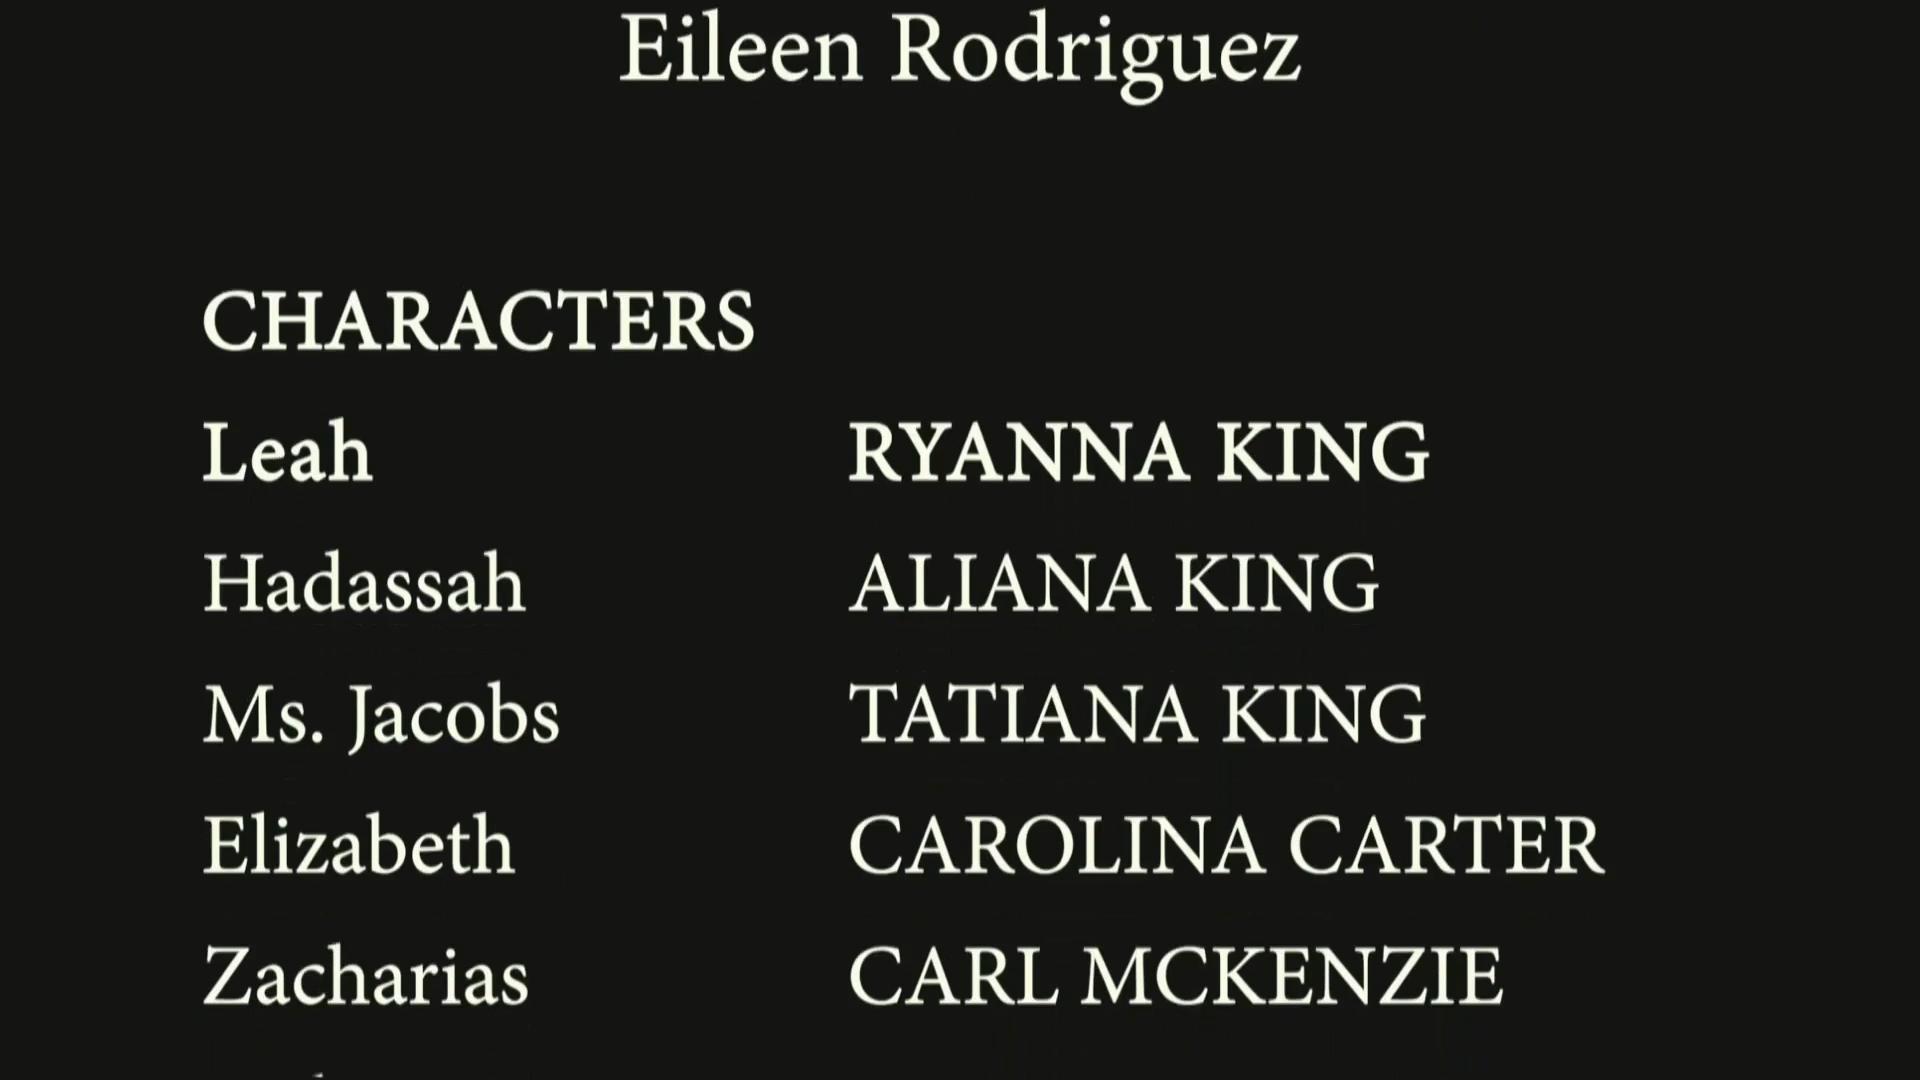 Eileen Rodriguez
CHARACTERS
Leah RYANNA KING
Hadassah ALIANA KING
Ms. Jacobs TATIANA KING
Elizabeth CAROLINA CARTER
Zacharias CARL MCKENZIE